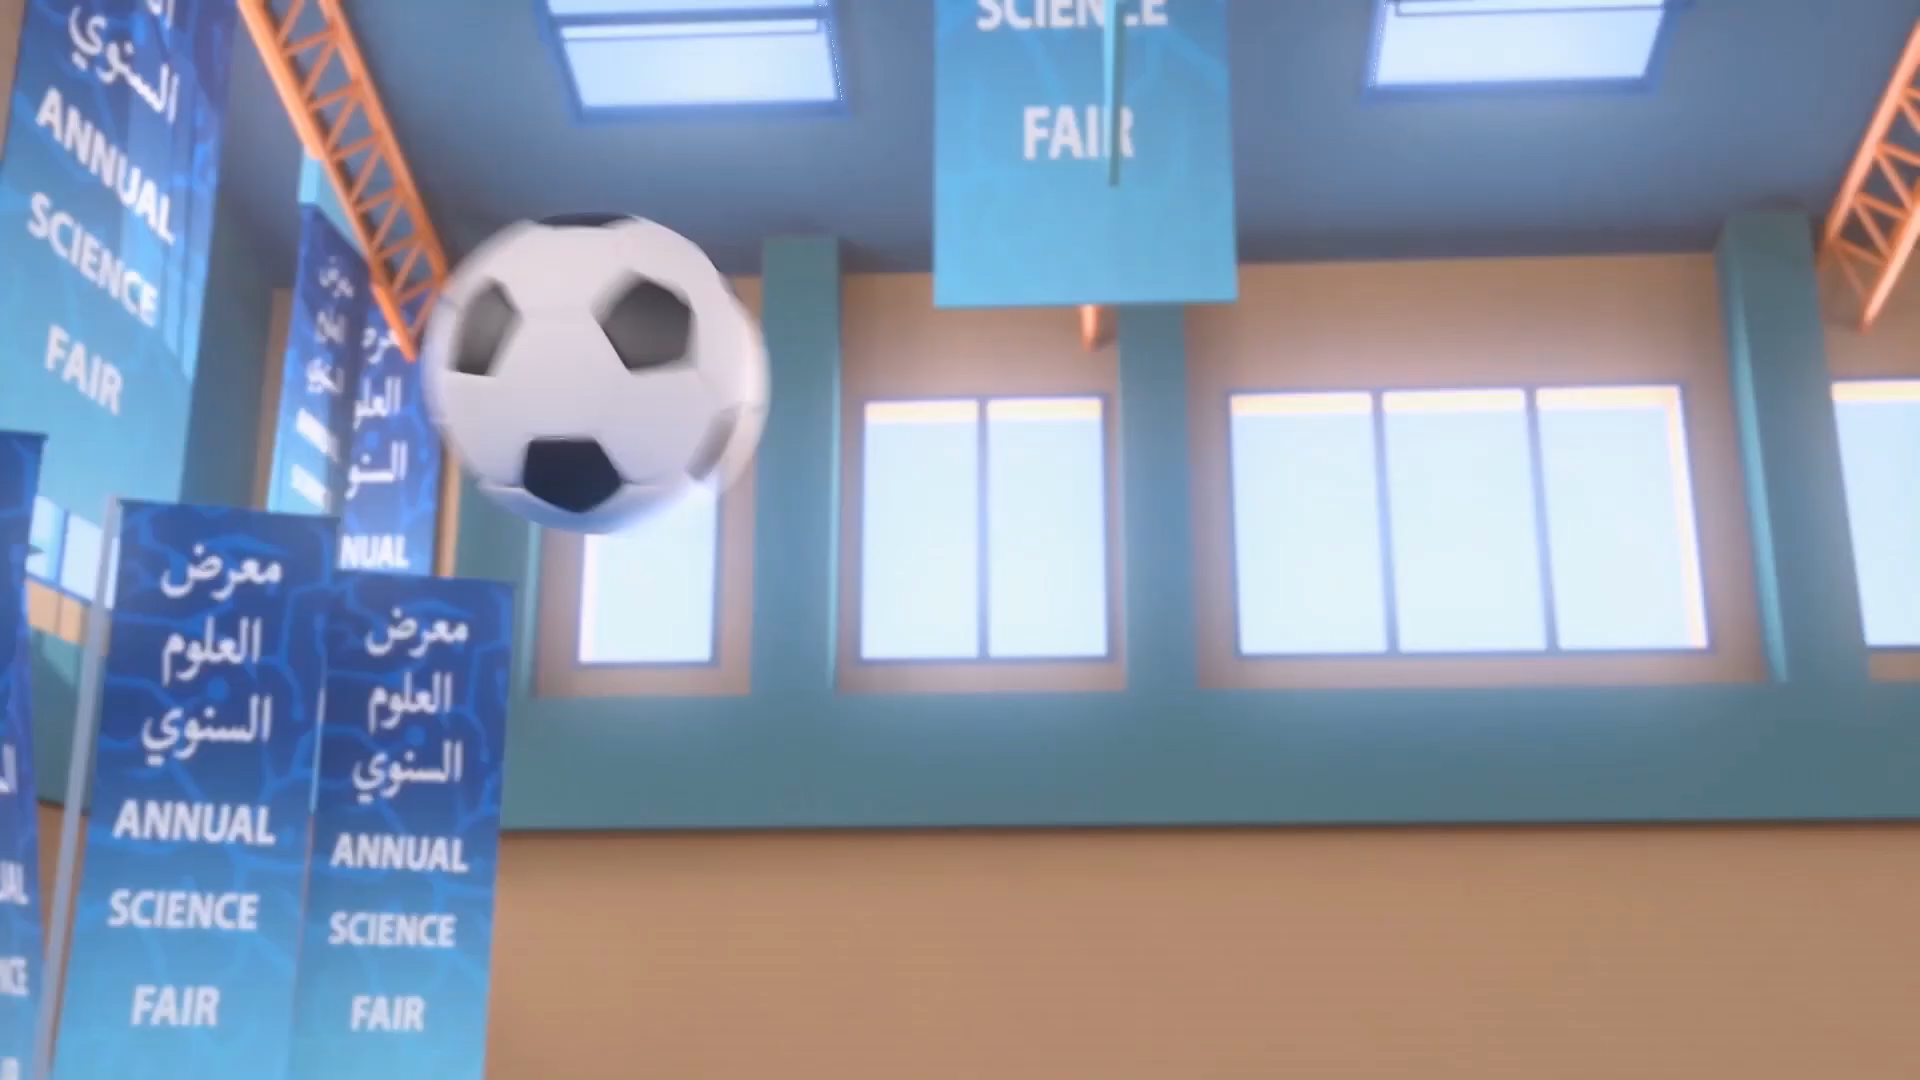 السنوي
ANNUAL
SCIENCE
FAIR
SCIENCE
FAIR
معرض
العلوم
السنوي
ANNUAL
SCIENCE
FAIR
معرض
العلوم
السنوي
ANNUAL
SCIENCE
FAIR